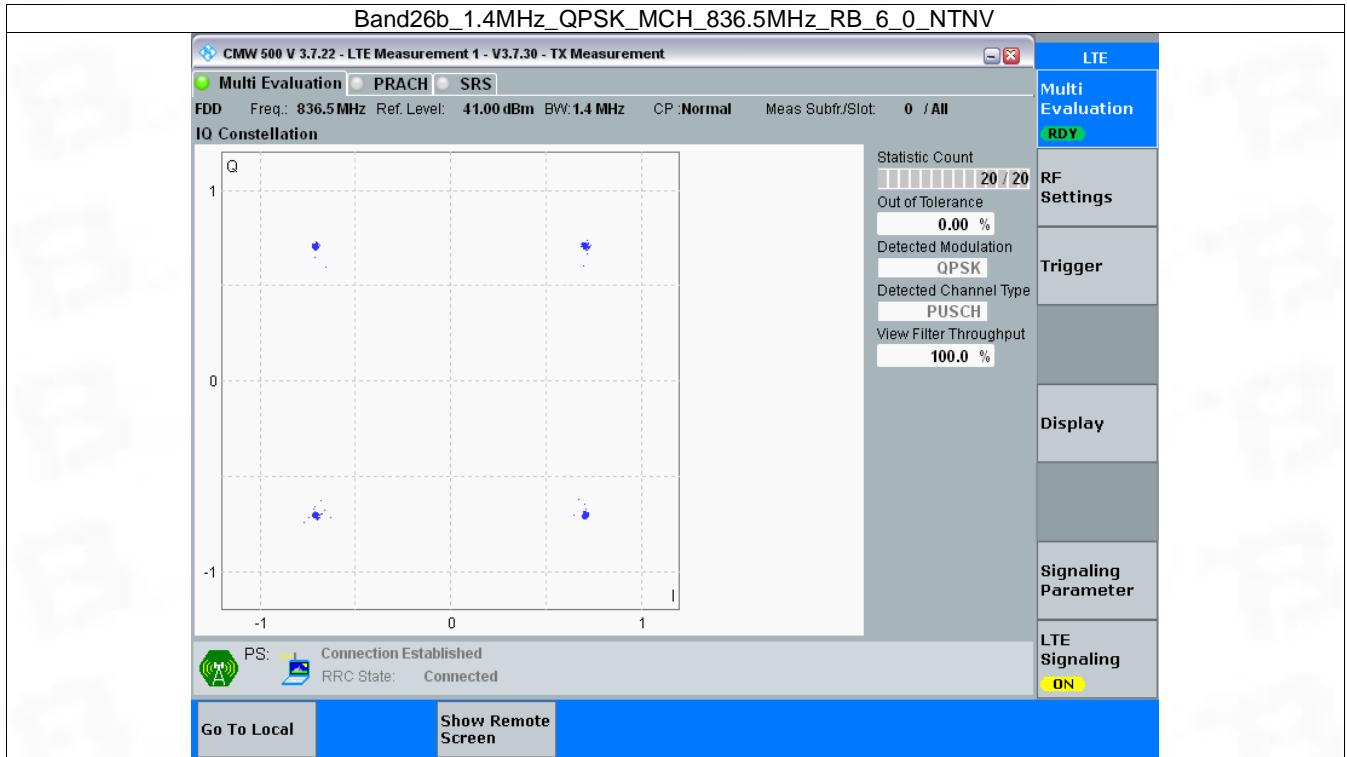 Band26b_1.4MHz_QPSK_MCH_836.5MHz_RB_6_0_NTNV
CMW 500 V 3.7.22 - LTE Measurement 1 - V3.7.30 - TX Measurement
LTE
Multi Evaluation PRACH SRS
Multi
Evaluation
RDY
FDD Freq.: 836.5 MHz Ref. Level: 41.00 dBm BW: 1.4 MHz CP :Normal Meas Subfr./Slot: 0 / All
IQ Constellation
Q
1
0
-1
I
-1 0 1
Statistic Count
20 / 20
Out of Tolerance
0.00 %
Detected Modulation
QPSK
Detected Channel Type
PUSCH
View Filter Throughput
100.0 %
RF
Settings
Trigger
Display
Signaling
Parameter
LTE
Signaling
ON
PS: Connection Established
RRC State: Connected
Go To Local
Show Remote
Screen